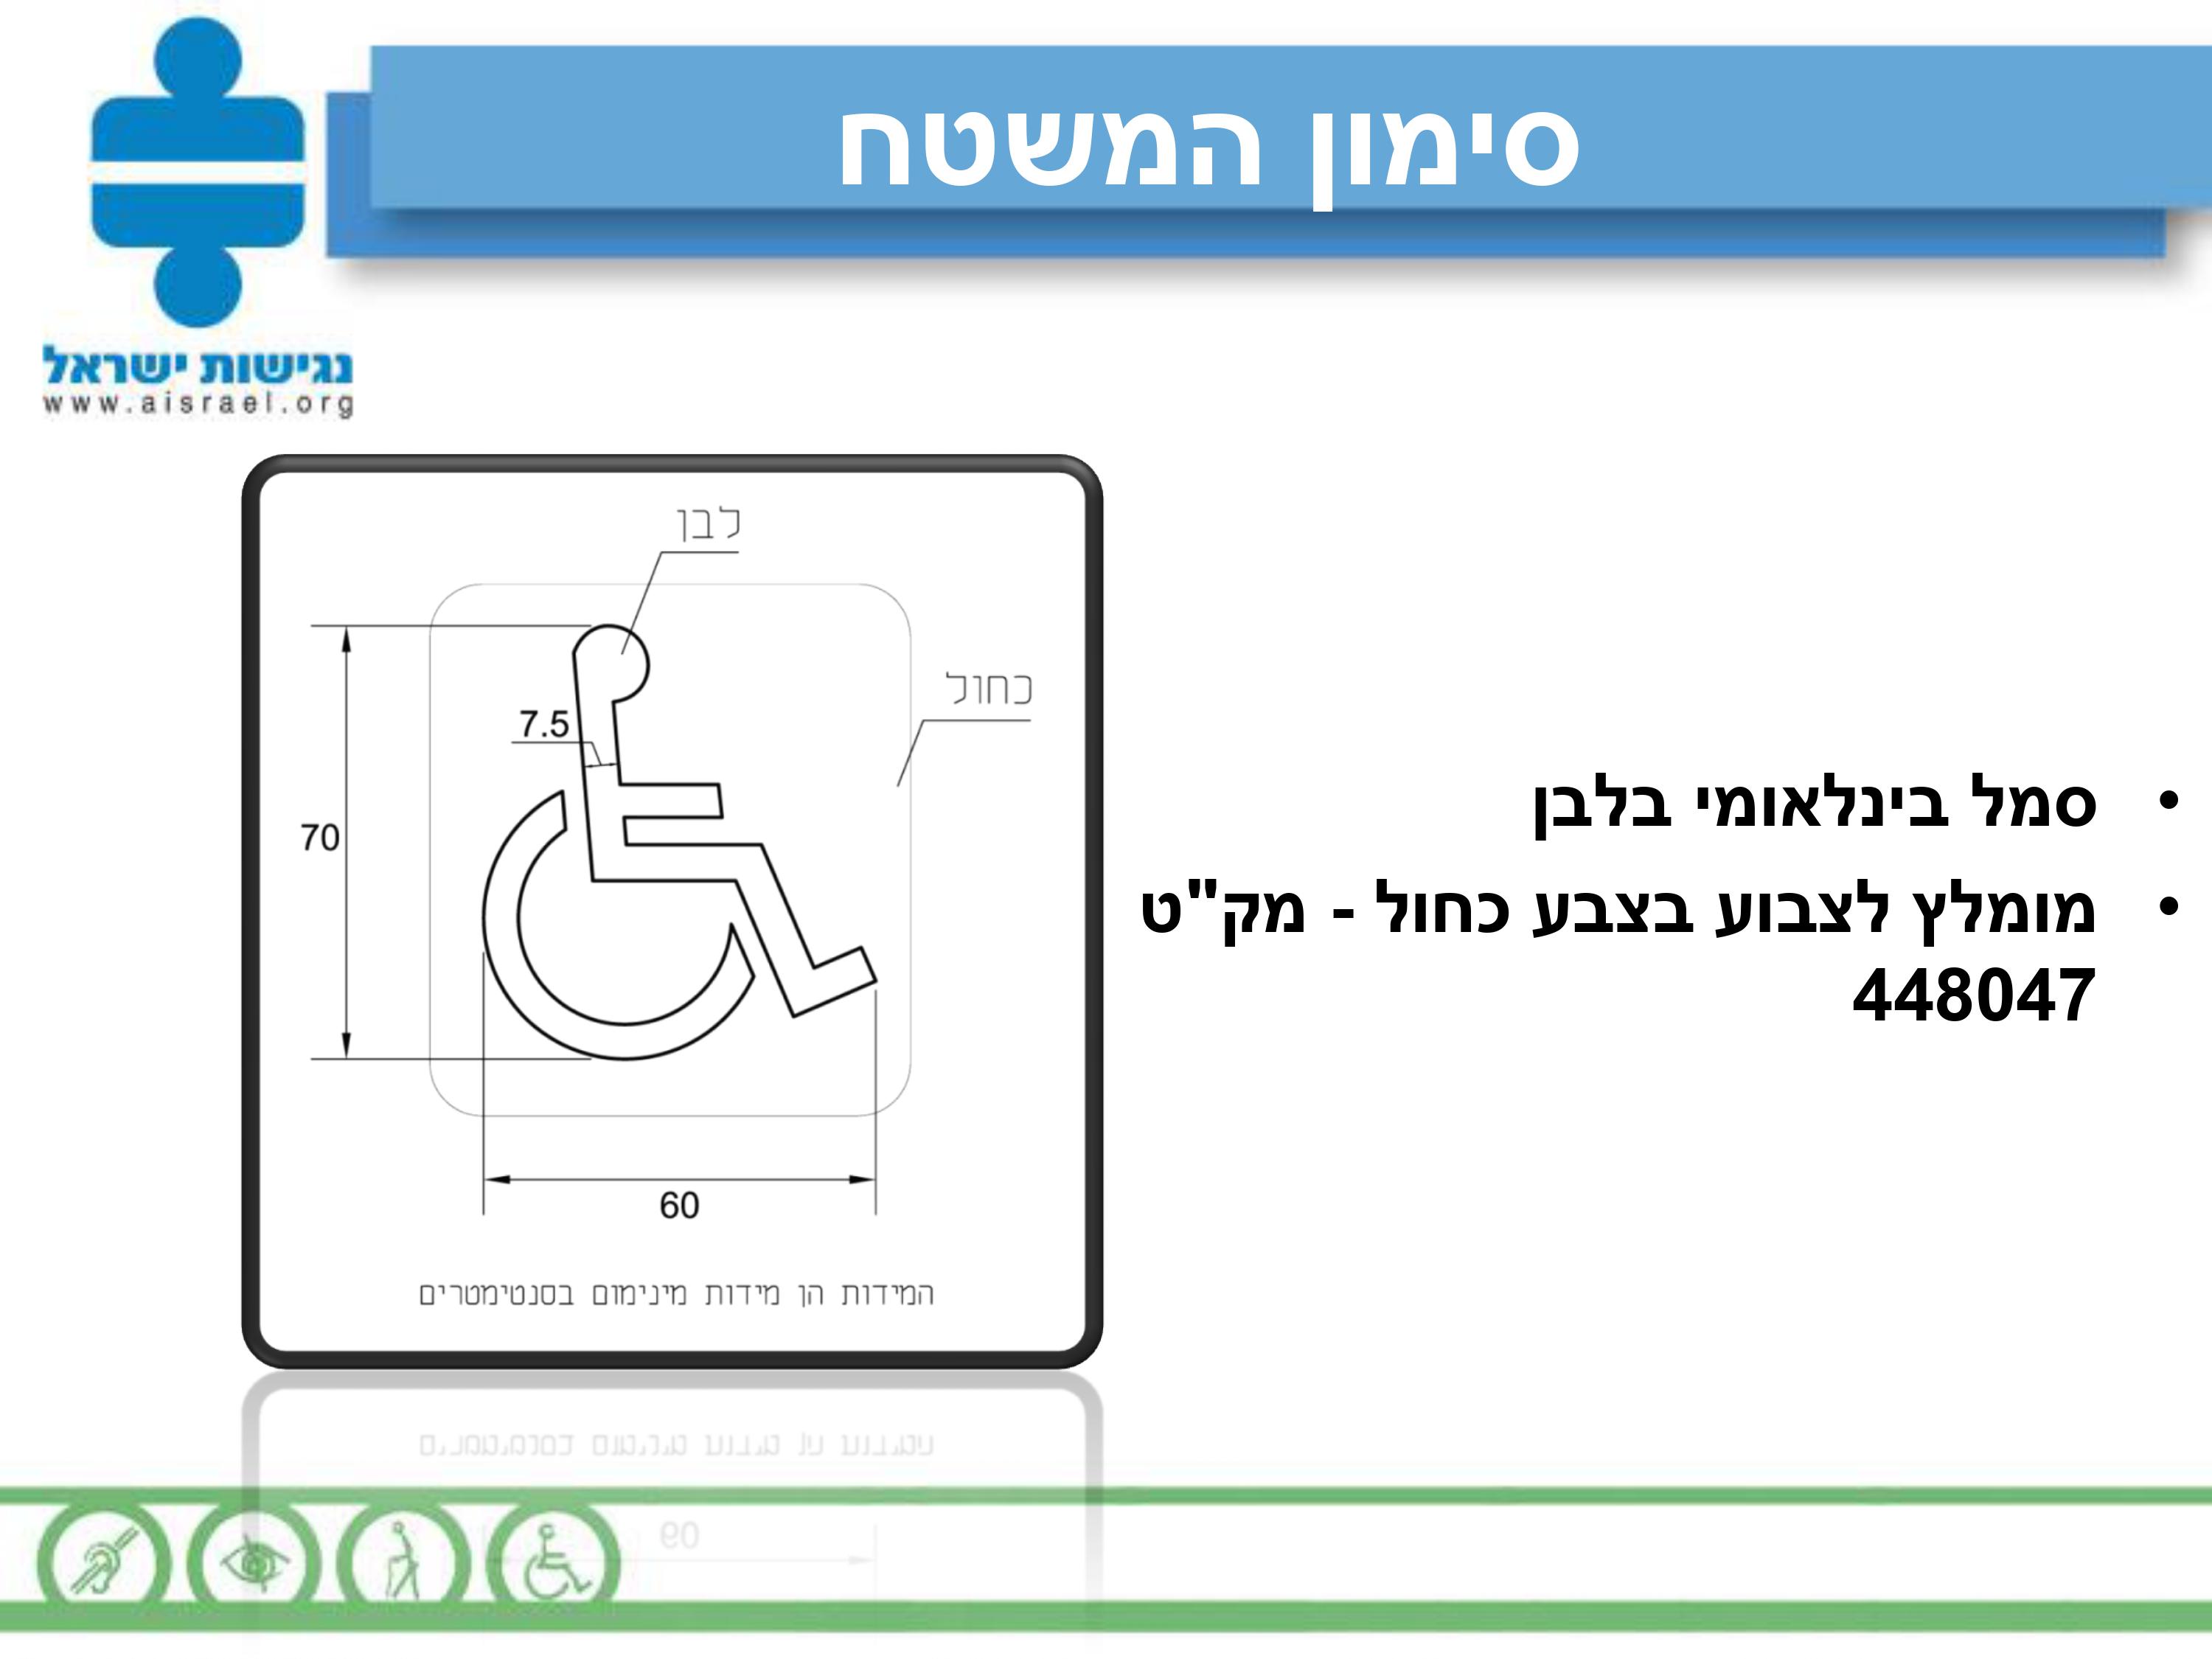 סימון המשטח
נגישות ישראל
www.aisrael.org
לבן
כחול
7.5
70
60
המידות הן מידות מינימום בסנטימטרים
• סמל בינלאומי בלבן
• מומלץ לצבוע בצבע כחול - מק"ט
448047